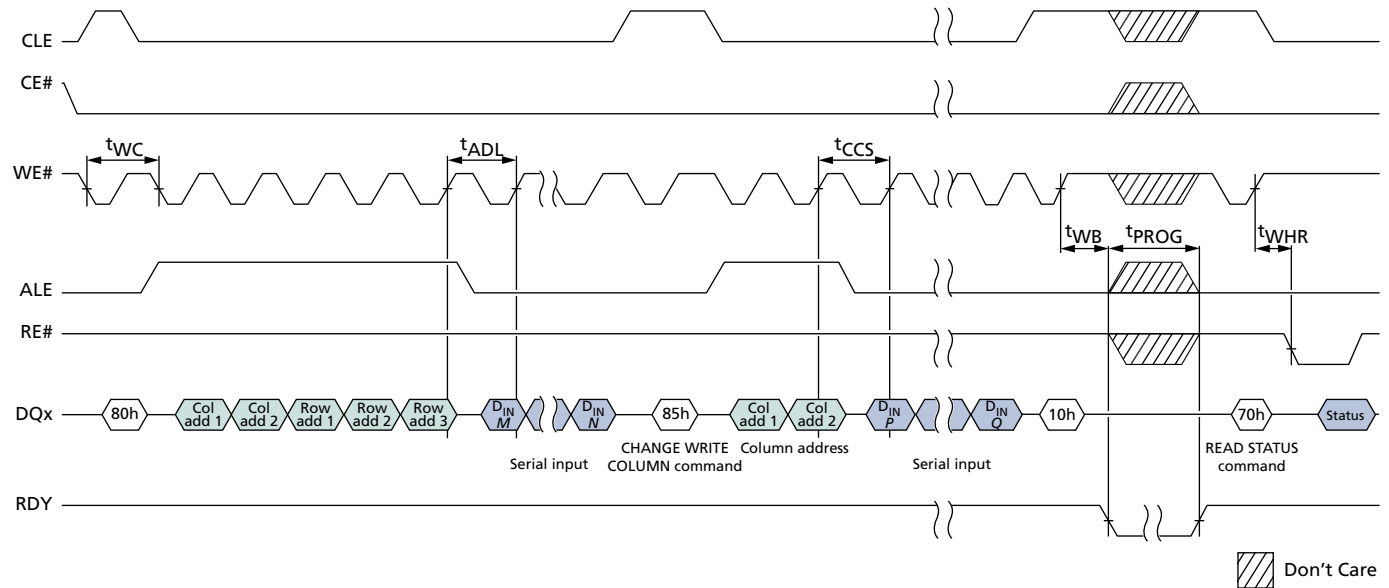 CLE
CE#
tWC
tADL
tCCS
WE#
tWB
tPROG
tWHR
ALE
RE#
DQx
80h
Col add 1
Col add 2
Row add 1
Row add 2
Row add 3
DIN M
DIN N
85h
Col add 1
Col add 2
DIN P
DIN Q
10h
70h
Status
Serial input
CHANGE WRITE
COLUMN command
Column address
Serial input
READ STATUS
command
RDY
Don't Care